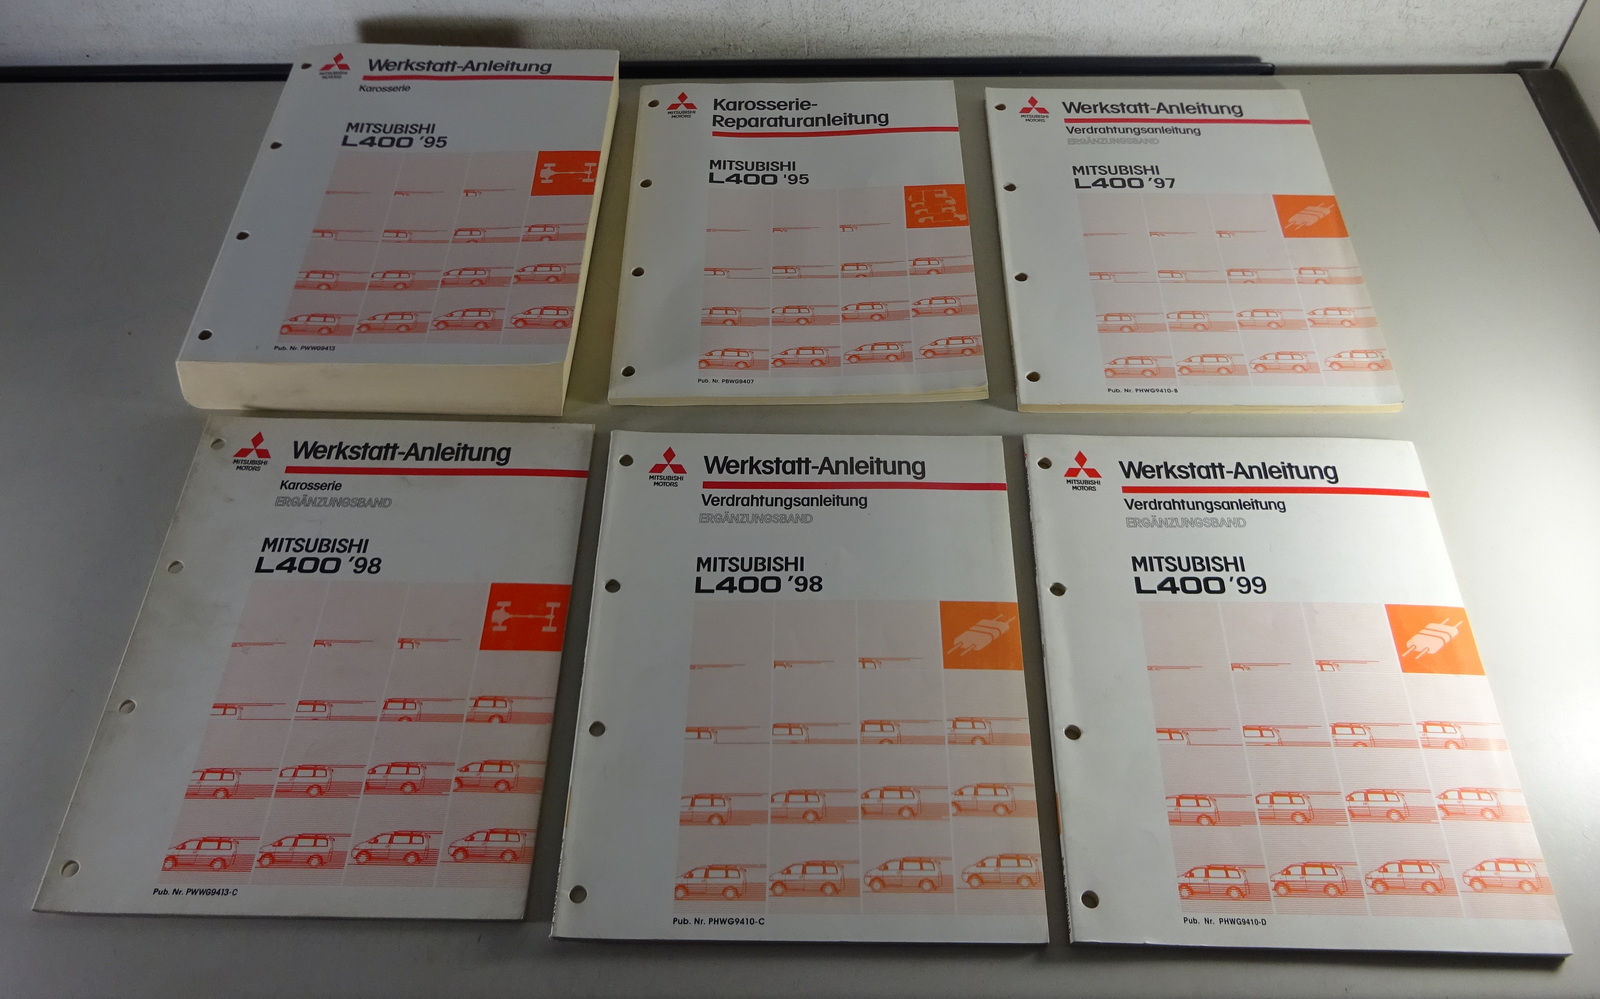 MITSUBISHI
MOTORS
Werkstatt-Anleitung
Karosserie
MITSUBISHI
L400 '95
Pub. Nr. PWWG9413
MITSUBISHI
MOTORS
Karosserie-
Reparaturanleitung
MITSUBISHI
L400 '95
Pub. Nr. PBWG9407
MITSUBISHI
MOTORS
Werkstatt-Anleitung
Verdrahtungsanleitung
ERGÄNZUNGSBAND
MITSUBISHI
L400 '97
Pub. Nr. PHWG9410-B
MITSUBISHI
MOTORS
Werkstatt-Anleitung
Karosserie
ERGÄNZUNGSBAND
MITSUBISHI
L400 '98
Pub. Nr. PWWG9413-C
MITSUBISHI
MOTORS
Werkstatt-Anleitung
Verdrahtungsanleitung
ERGÄNZUNGSBAND
MITSUBISHI
L400 '98
Pub. Nr. PHWG9410-C
MITSUBISHI
MOTORS
Werkstatt-Anleitung
Verdrahtungsanleitung
ERGÄNZUNGSBAND
MITSUBISHI
L400 '99
Pub. Nr. PHWG9410-D